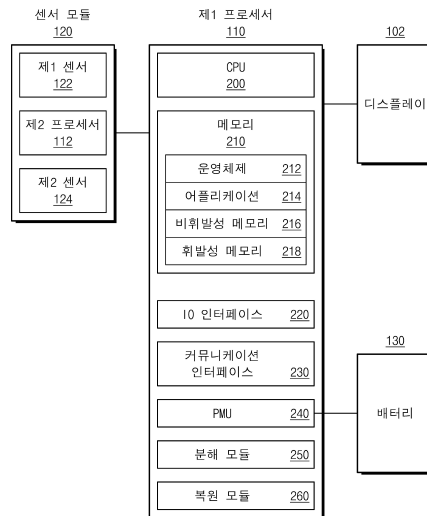 센서 모듈
120
제1 센서
122
제2 프로세서
112
제2 센서
124
제1 프로세서
110
CPU
200
메모리
210
운영체제 212
어플리케이션 214
비휘발성 메모리 216
휘발성 메모리 218
IO 인터페이스 220
커뮤니케이션
인터페이스 230
PMU 240
분해 모듈 250
복원 모듈 260
102
디스플레이
130
배터리